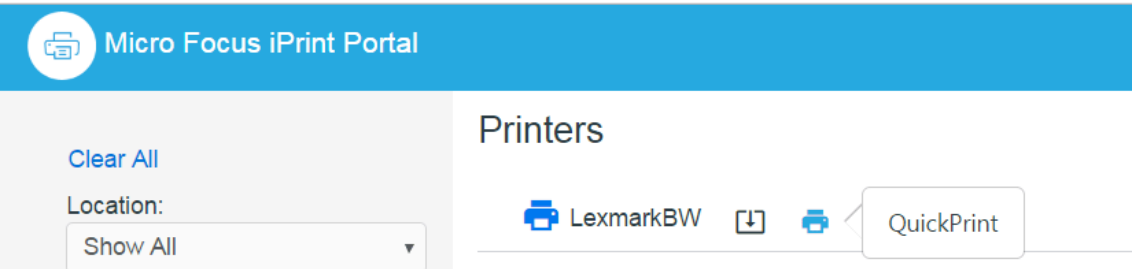 Micro Focus iPrint Portal
Clear All
Location:
Show All
Printers
LexmarkBW
QuickPrint